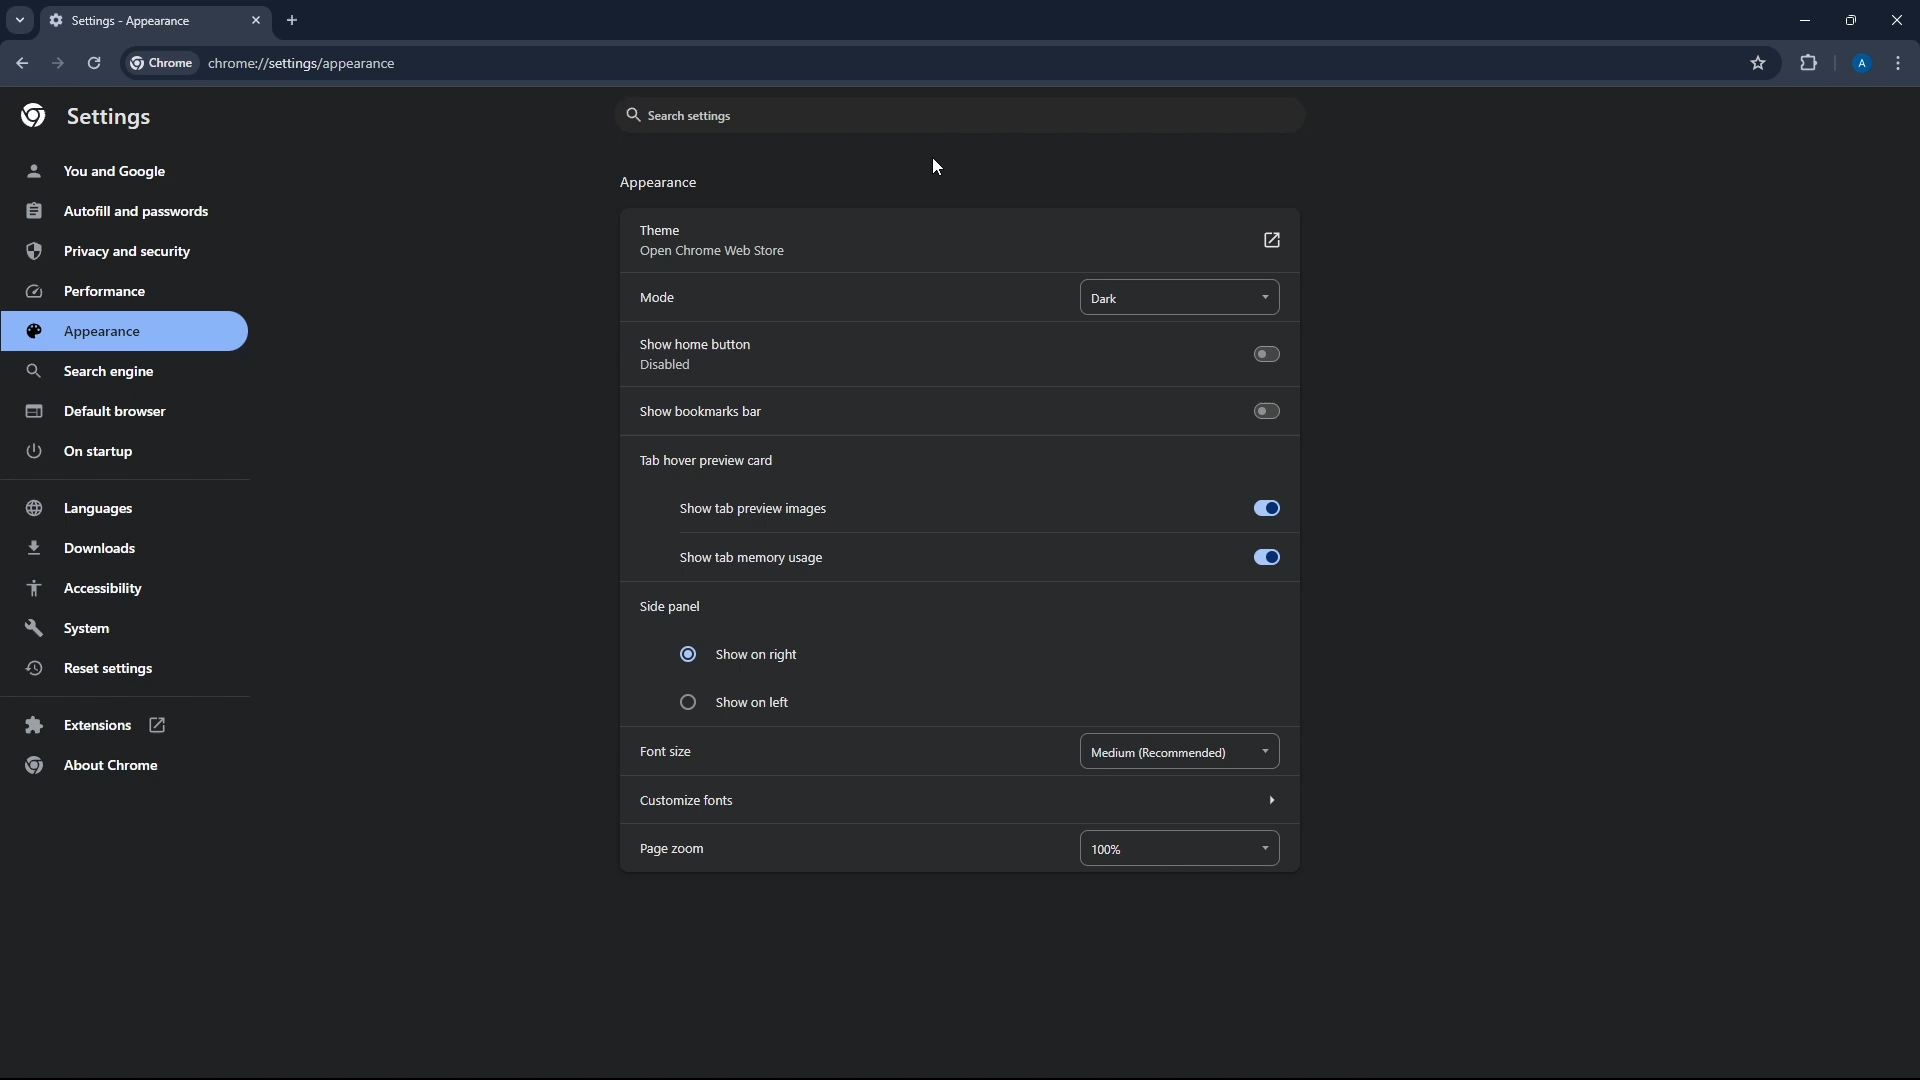 Settings - Appearance
Chrome
chrome://settings/appearance
A
Settings
Search settings
You and Google
Autofill and passwords
Privacy and security
Performance
Appearance
Search engine
Default browser
On startup
Languages
Downloads
Accessibility
System
Reset settings
Extensions
About Chrome
Appearance
Theme
Open Chrome Web Store
Mode
Dark
Show home button
Disabled
Show bookmarks bar
Tab hover preview card
Show tab preview images
Show tab memory usage
Side panel
Show on right
Show on left
Font size
Medium (Recommended)
Customize fonts
Page zoom
100%